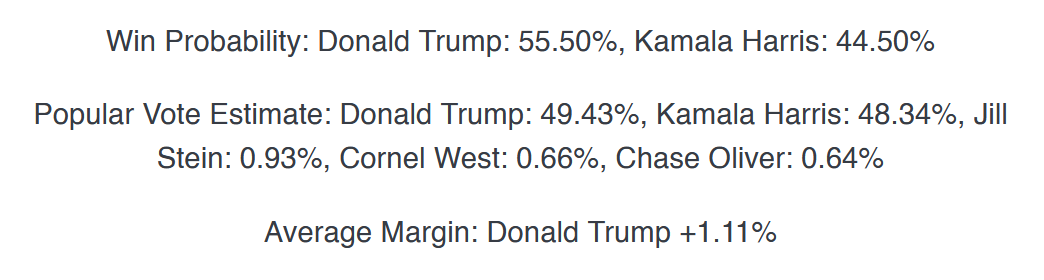 Win Probability: Donald Trump: 55.50%, Kamala Harris: 44.50%
Popular Vote Estimate: Donald Trump: 49.43%, Kamala Harris: 48.34%, Jill
Stein: 0.93%, Cornel West: 0.66%, Chase Oliver: 0.64%
Average Margin: Donald Trump +1.11%